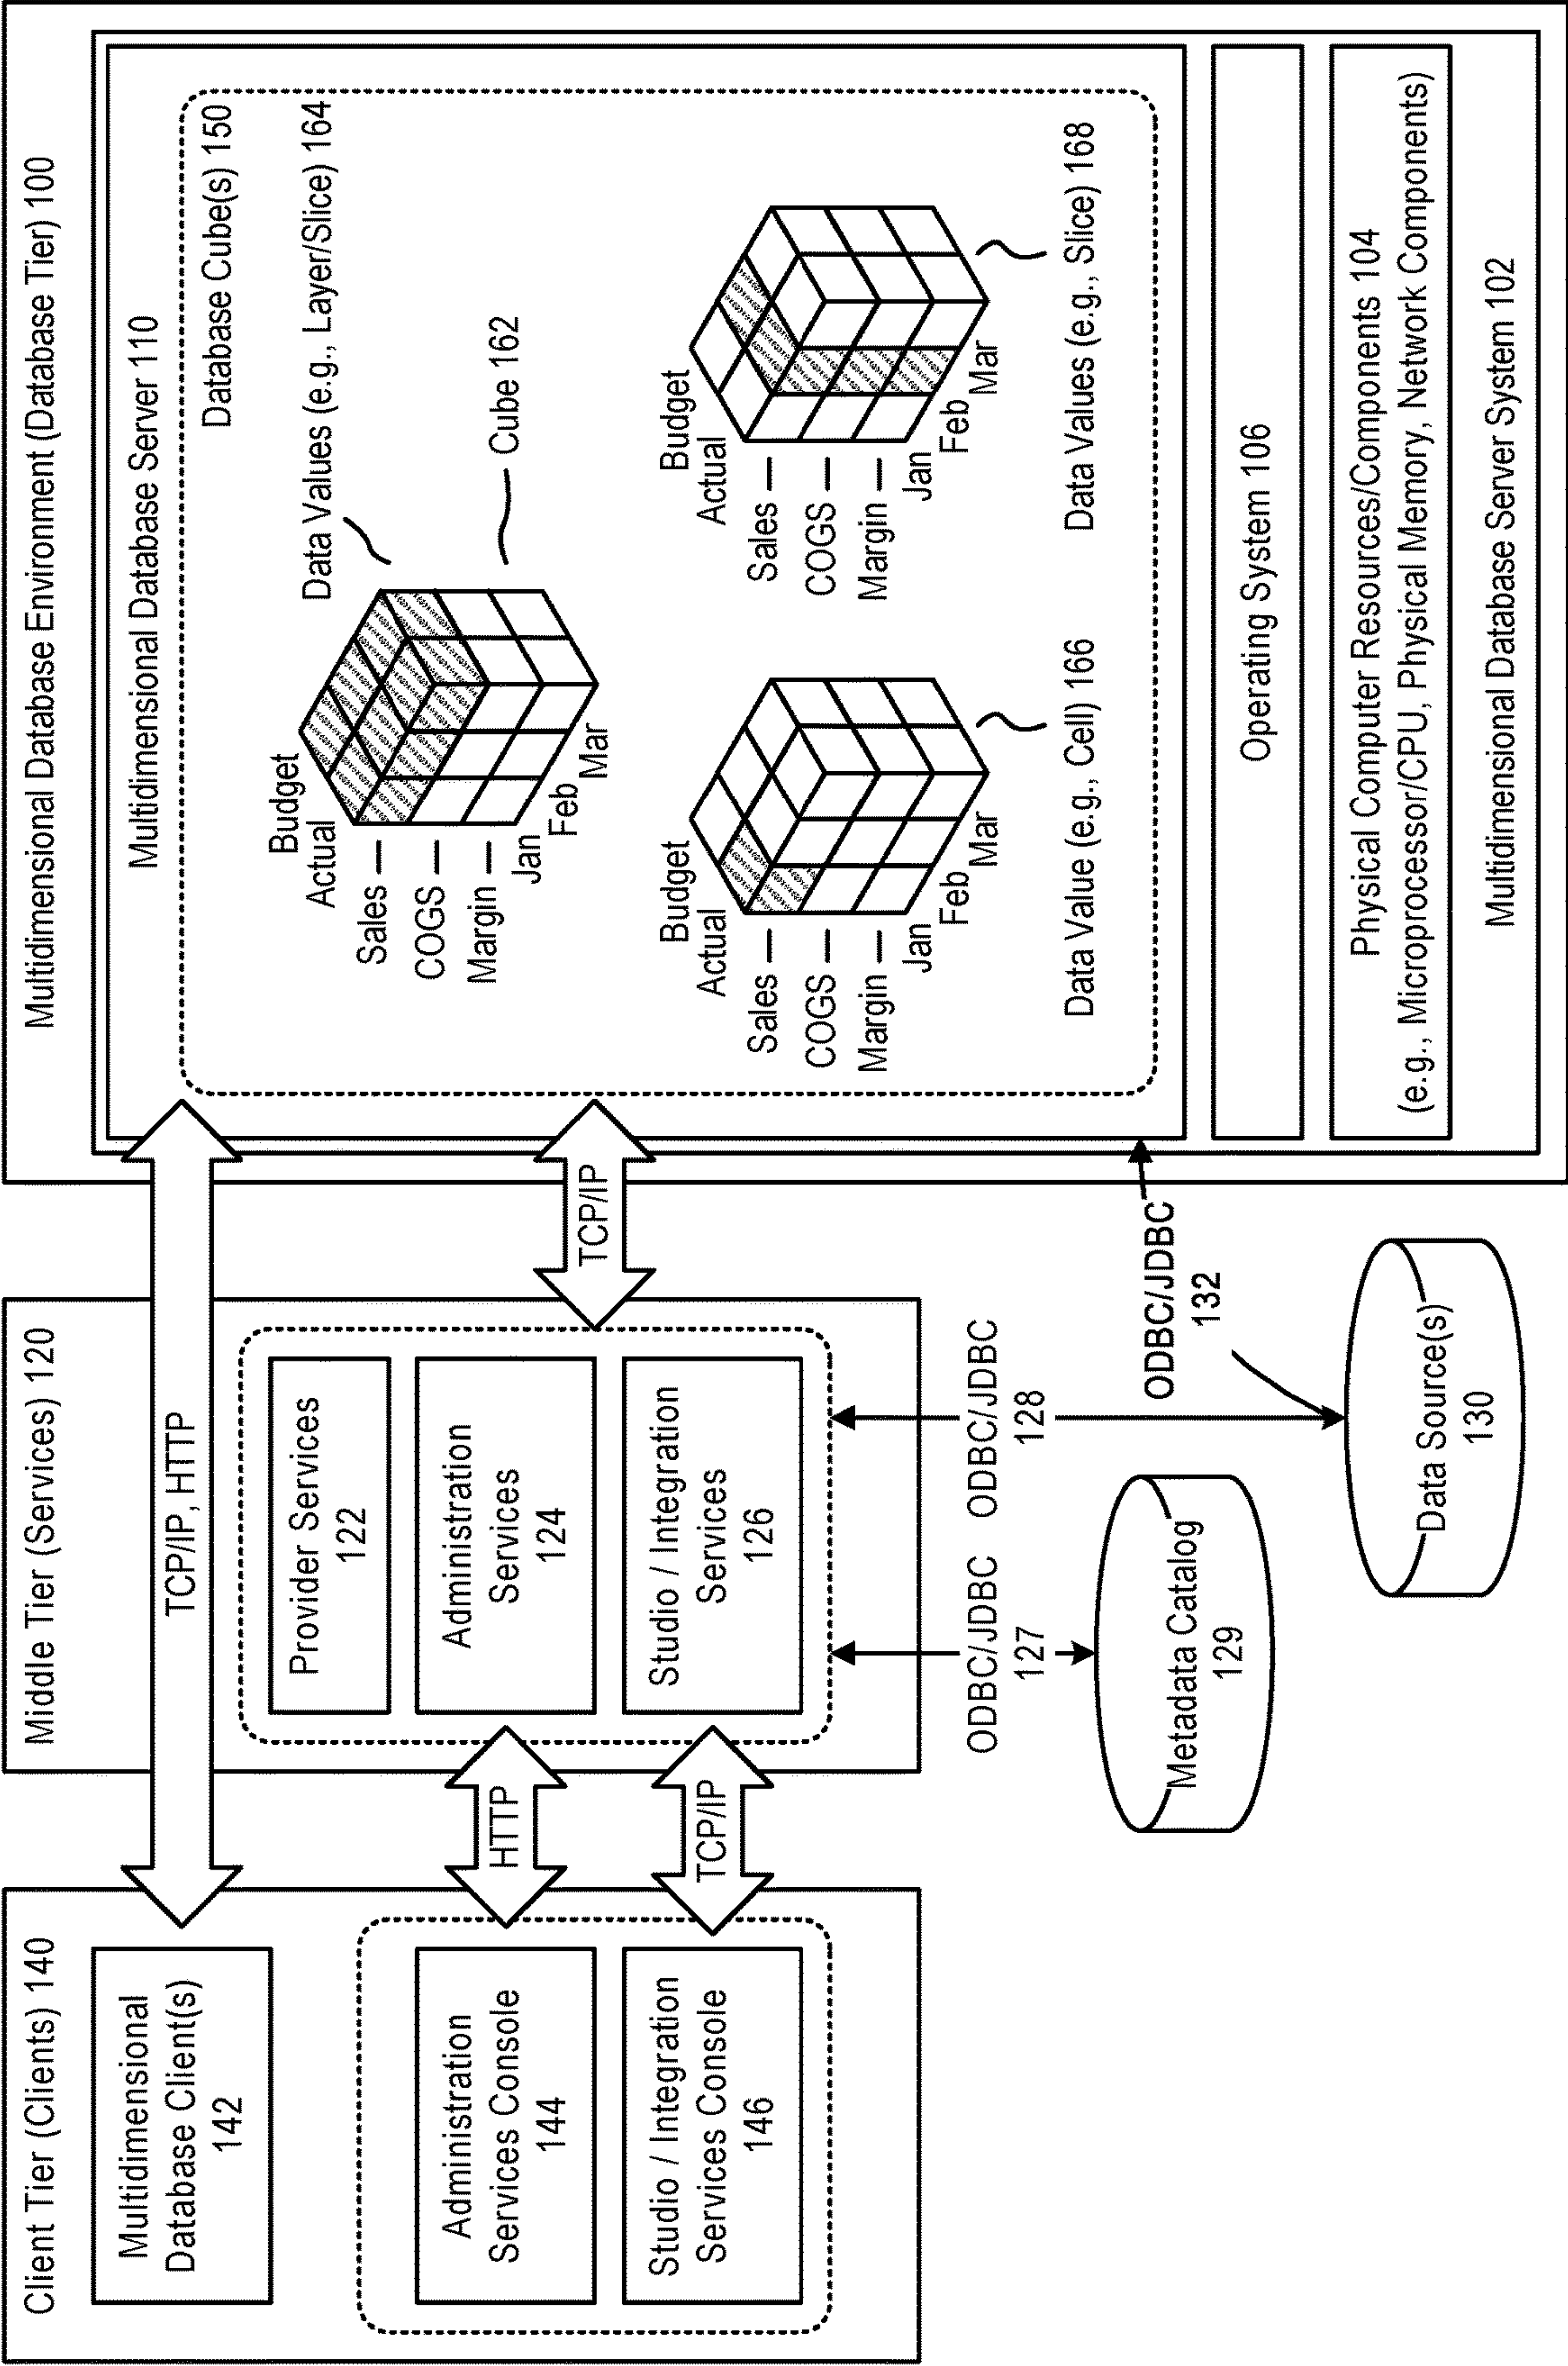 Client Tier (Clients) 140
Multidimensional
Database Client(s)
142
Administration
Services Console
144
Studio / Integration
Services Console
146
TCP/IP, HTTP
HTTP
TCP/IP
Middle Tier (Services) 120
Provider Services
122
Administration
Services
124
Studio / Integration
Services
126
ODBC/JDBC
127
ODBC/JDBC
128
Metadata Catalog
129
Data Source(s)
130
ODBC/JDBC
132
TCP/IP
Multidimensional Database Environment (Database Tier) 100
Multidimensional Database Server 110
Database Cube(s) 150
Data Values (e.g., Layer/Slice) 164
Cube 162
Budget
Actual
Sales
COGS
Margin
Jan
Feb
Mar
Budget
Actual
Sales
COGS
Margin
Jan
Feb
Mar
Data Value (e.g., Cell) 166
Budget
Actual
Sales
COGS
Margin
Jan
Feb
Mar
Data Values (e.g., Slice) 168
Operating System 106
Physical Computer Resources/Components 104
(e.g., Microprocessor/CPU, Physical Memory, Network Components)
Multidimensional Database Server System 102